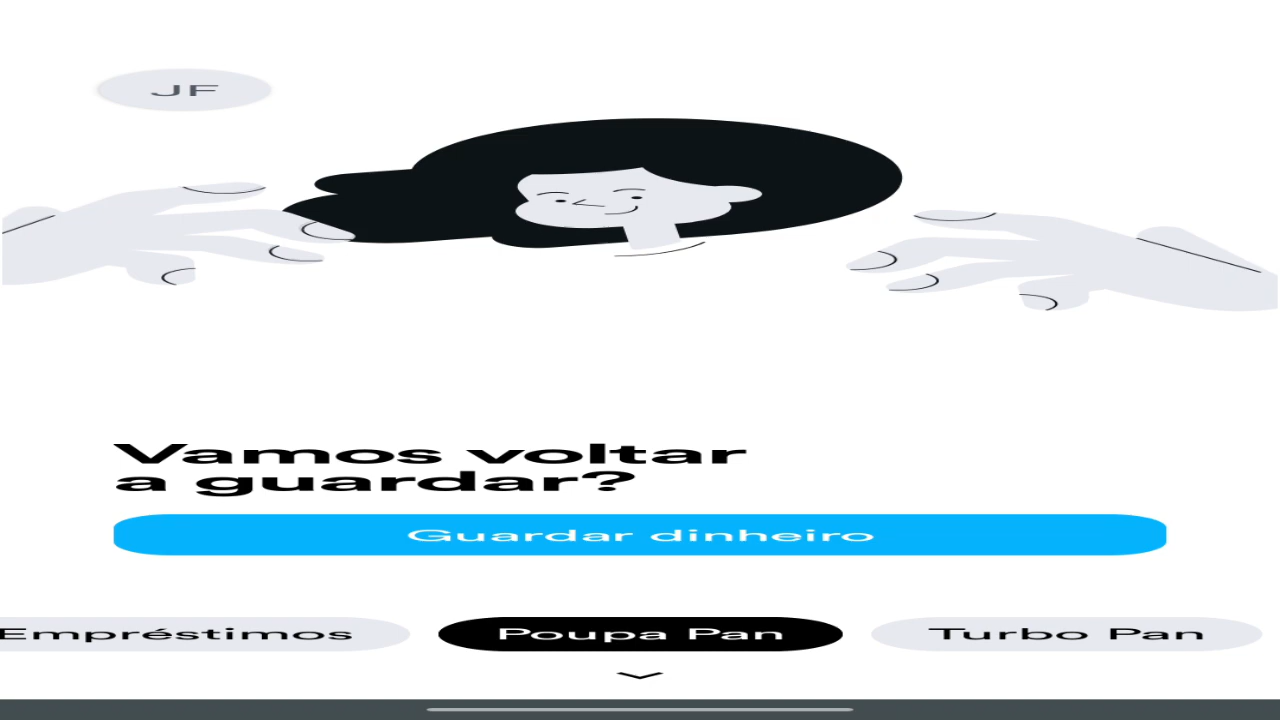 JF
Vamos voltar
a guardar?
Guardar dinheiro
Empréstimos
Poupa Pan
Turbo Pan